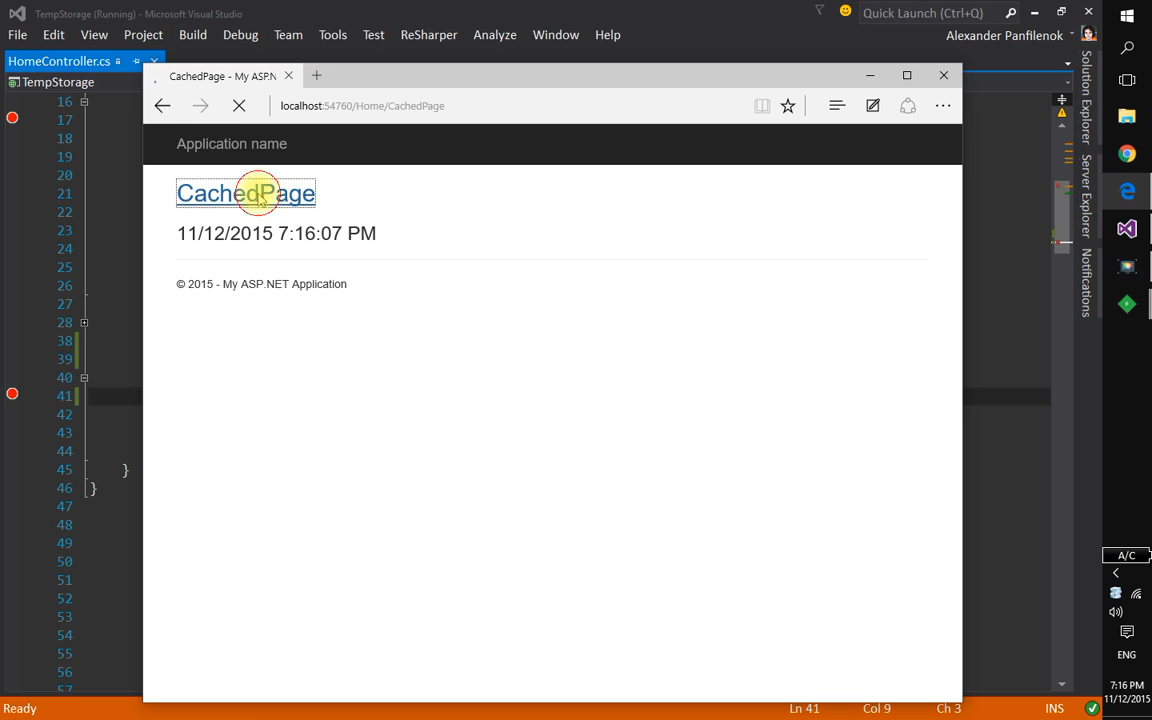 TempStorage (Running) - Microsoft Visual Studio
Quick Launch (Ctrl+Q)
File Edit View Project Build Debug Team Tools Test ReSharper Analyze Window Help
Alexander Panfilenok
HomeController.cs
TempStorage
CachedPage - My ASP.N
localhost:54760/Home/CachedPage
Application name
CachedPage
11/12/2015 7:16:07 PM
© 2015 - My ASP.NET Application
16
17
18
19
20
21
22
23
24
25
26
27
28
38
39
40
41
42
43
44
45 }
46 }
47
48
49
50
51
52
53
54
55
56
57
Solution Explorer
Server Explorer
Notifications
A/C
ENG
7:16 PM
11/12/2015
Ready Ln 41 Col 9 Ch 3 INS